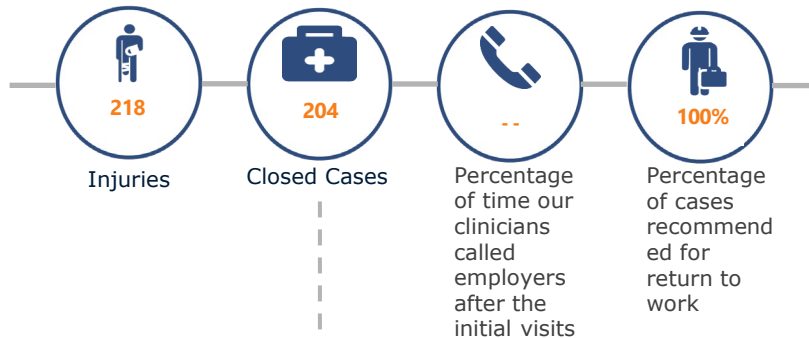 218
204
- -
100%
Injuries
Closed Cases
Percentage
of time our
clinicians
called
employers
after the
initial visits
Percentage
of cases
recommend
ed for
return to
work